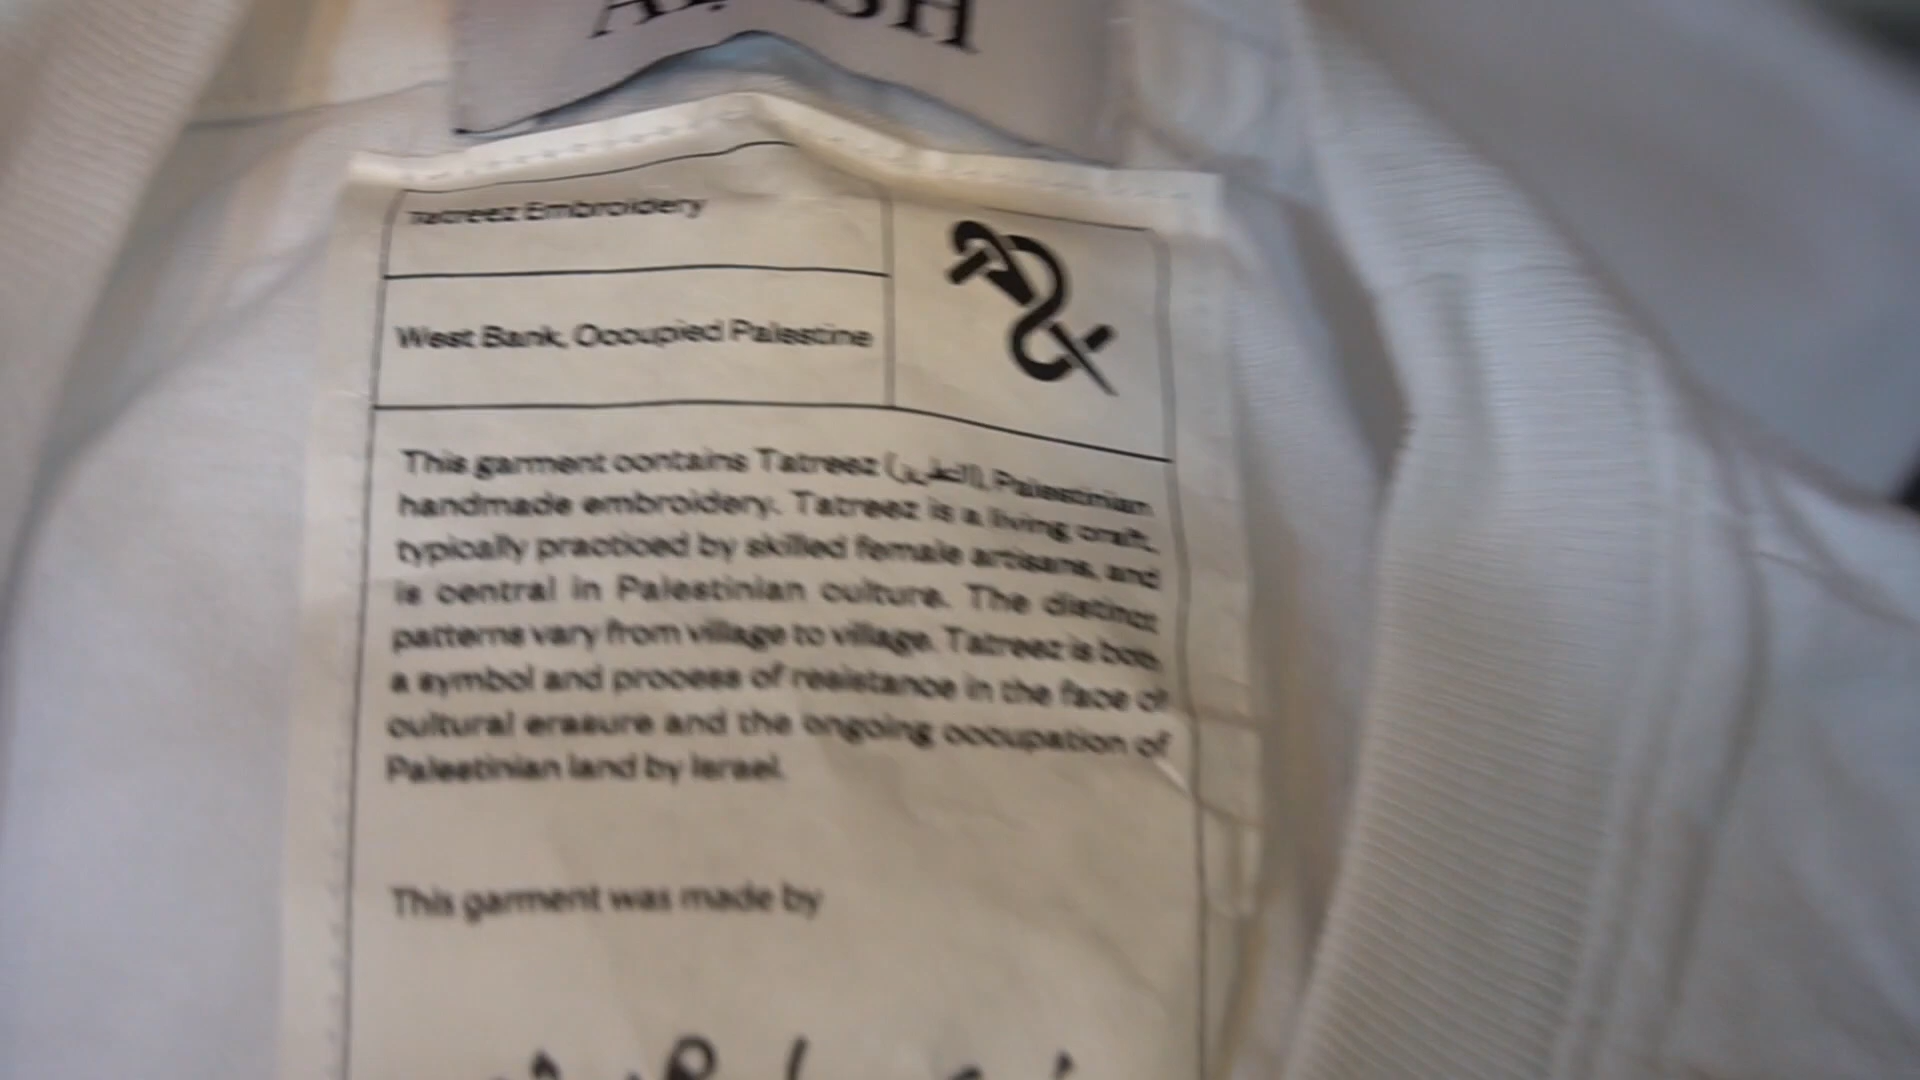 Tatreez Embroidery
West Bank, Occupied Palestine
This garment contains Tatreez (التطريز), Palestinian
handmade embroidery. Tatreez is a living craft,
typically practiced by skilled female artisans, and
is central in Palestinian culture. The distinct
patterns vary from village to village. Tatreez is both
a symbol and process of resistance in the face of
cultural erasure and the ongoing occupation of
Palestinian land by Israel.
This garment was made by